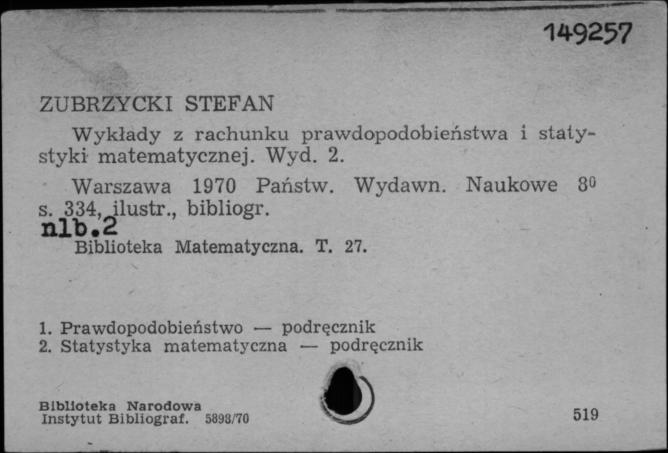 149257
ZUBRZYCKI STEFAN
Wykłady z rachunku prawdopodobieństwa i staty-
styki matematycznej. Wyd. 2.
Warszawa 1970 Państw. Wydawn. Naukowe 8⁰
s. 334, ilustr., bibliogr.
nlb.2
Biblioteka Matematyczna. T. 27.
1. Prawdopodobieństwo — podręcznik
2. Statystyka matematyczna — podręcznik
Biblioteka Narodowa
Instytut Bibliograf. 5898/70
519